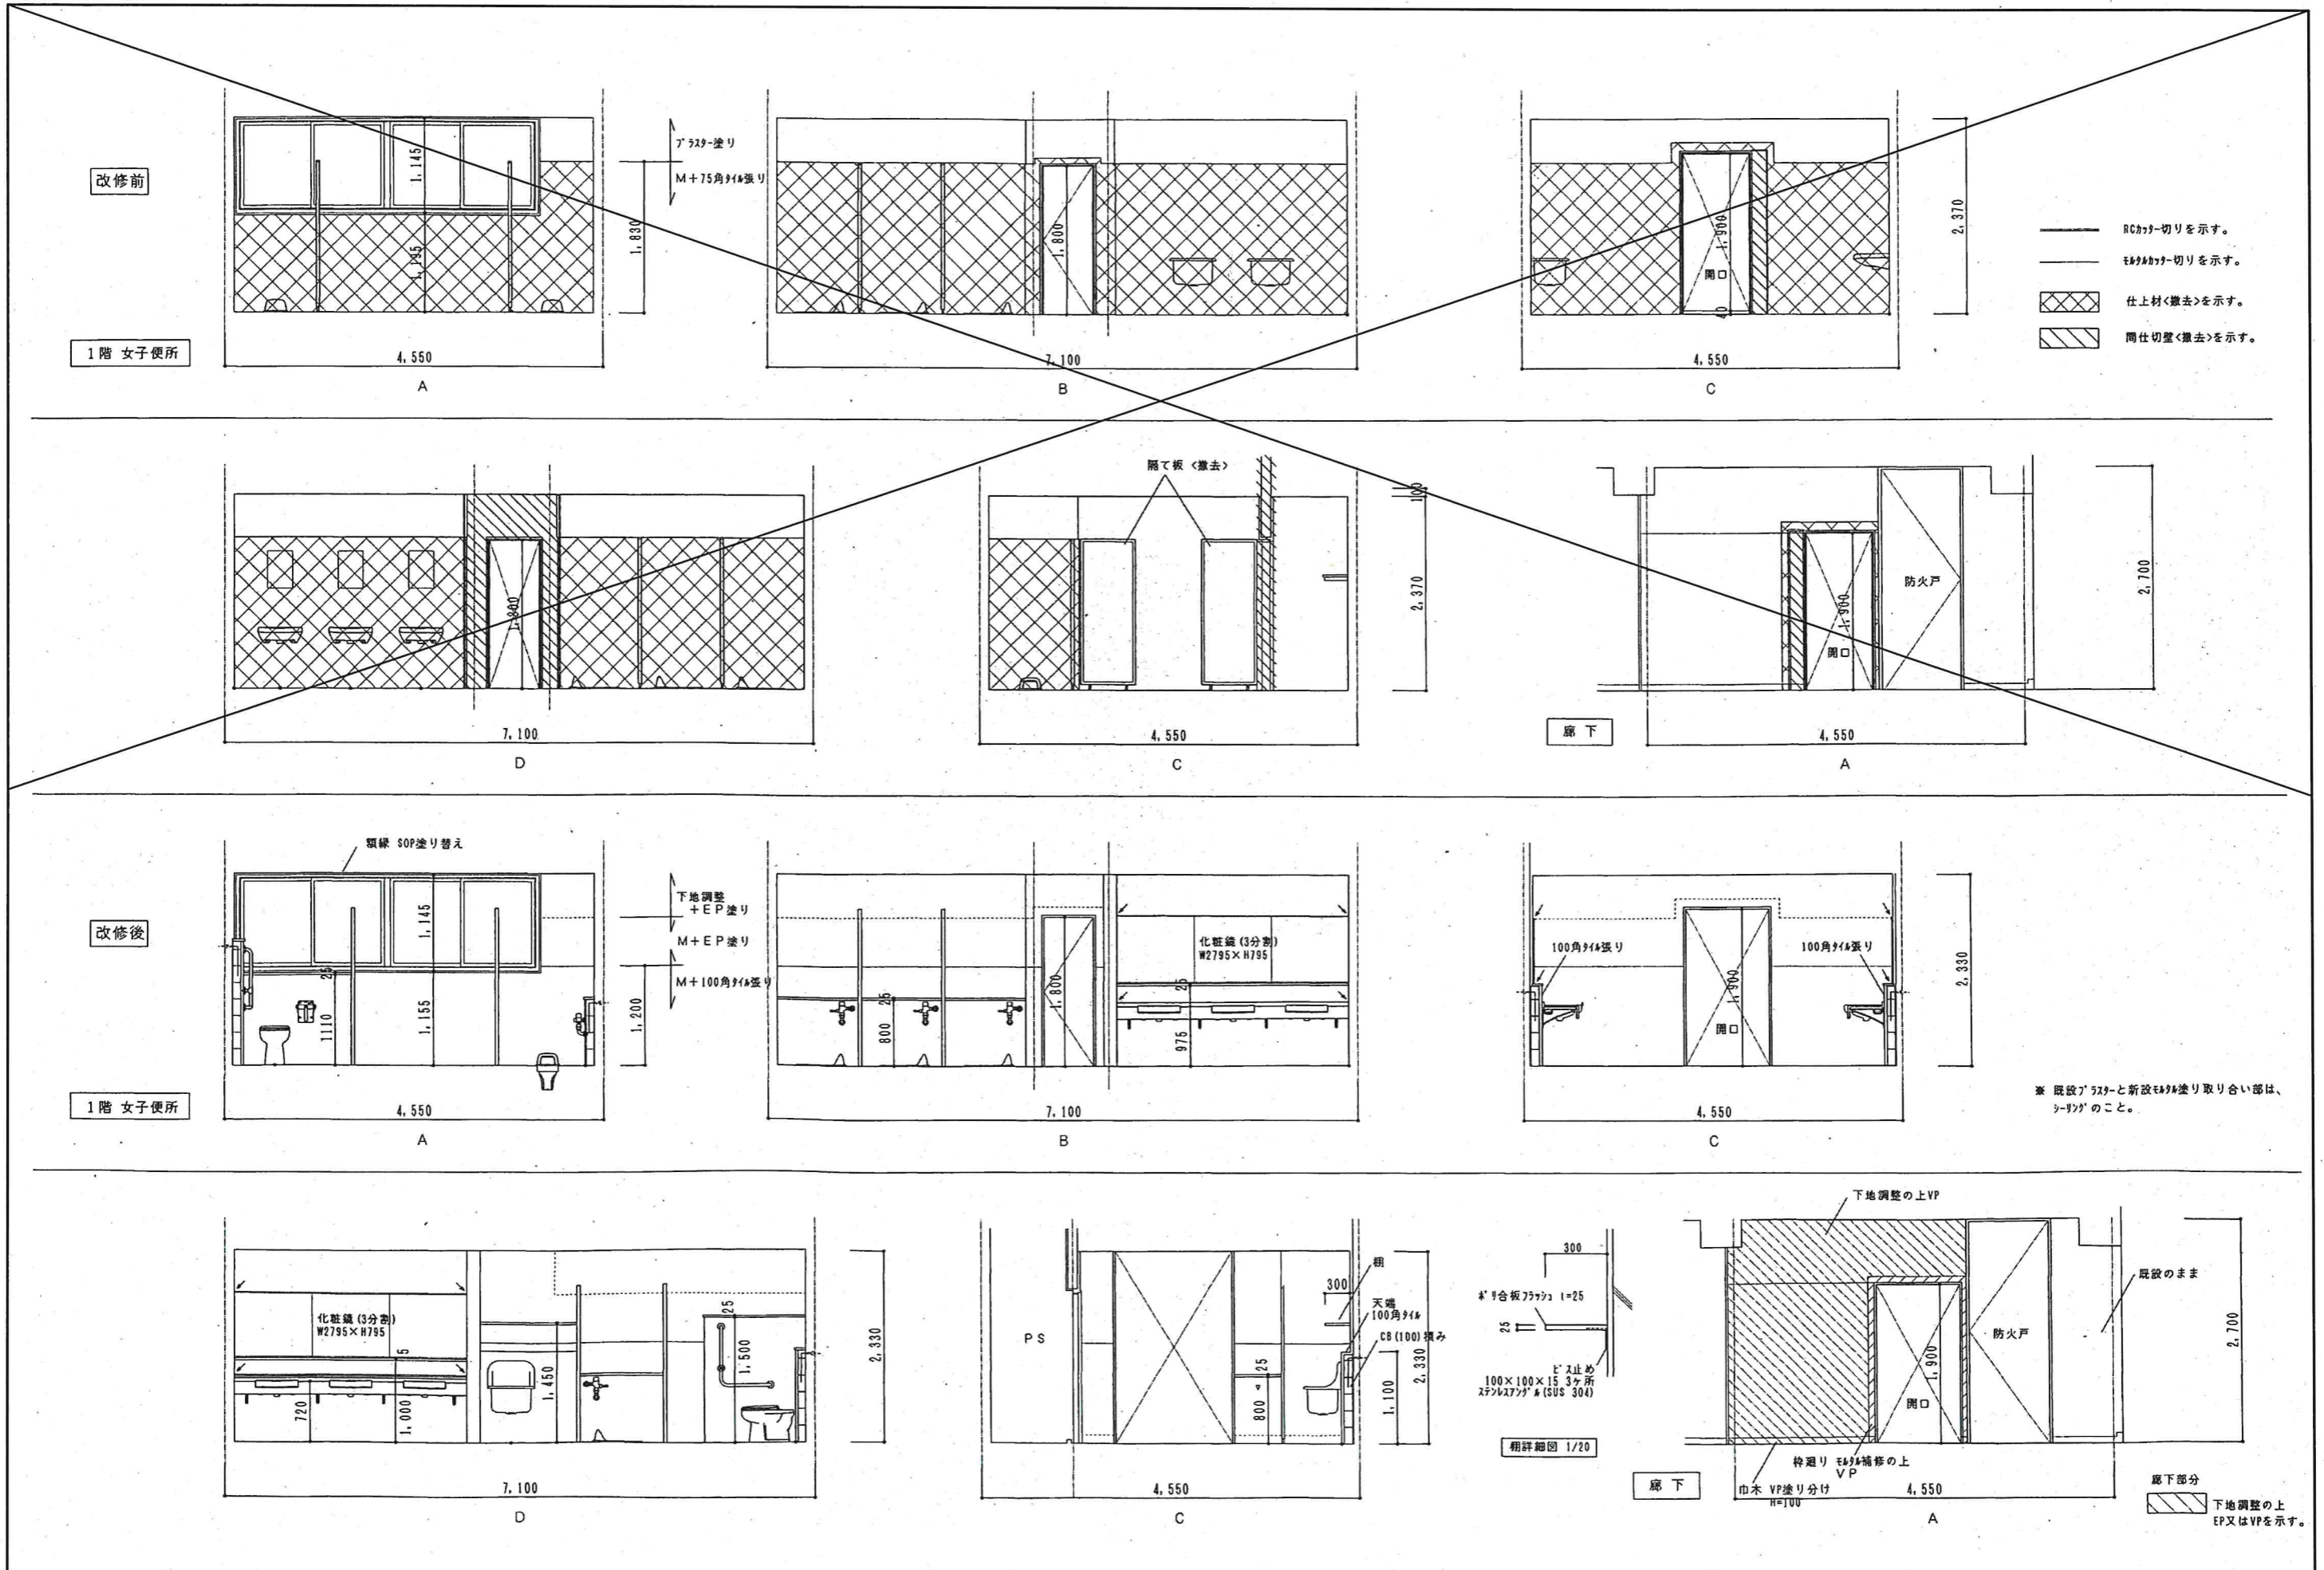 改修前
1階 女子便所
1,145
1,195
プラスター塗り
M+75角タイル張り
1,830
4,550
A
1,800
7,100
B
1,900
開口
40
2,370
4,550
C
RCカッター切りを示す。
モルタルカッター切りを示す。
仕上材<撤去>を示す。
間仕切壁<撤去>を示す。
1,800
7,100
D
隔て板 <撤去>
100
2,370
4,550
C
廊下
防火戸
1,900
開口
2,700
4,550
A
改修後
1階 女子便所
額縁 SOP塗り替え
1,145
25
1110
1,155
下地調整
+EP塗り
M+EP塗り
M+100角タイル張り
1,200
4,550
A
25
800
1,800
化粧鏡(3分割)
W2795×H795
25
975
7,100
B
100角タイル張り
100角タイル張り
1,900
開口
2,330
4,550
C
※ 既設プラスターと新設モルタル塗り取り合い部は、
シーリングのこと。
化粧鏡(3分割)
W2795×H795
5
720
1,000
1,450
25
1,500
2,330
7,100
D
PS
300
棚
天端
100角タイル
CB(100)積み
25
800
1,100
2,330
4,550
C
300
ポリ合板フラッシュ t=25
25
ビス止め
100×100×15 3ヶ所
ステンレスアングル(SUS 304)
棚詳細図 1/20
廊下
下地調整の上VP
既設のまま
防火戸
1,900
開口
2,700
枠廻り モルタル補修の上
VP
巾木 VP塗り分け
H=100
4,550
A
廊下部分
下地調整の上
EP又はVPを示す。